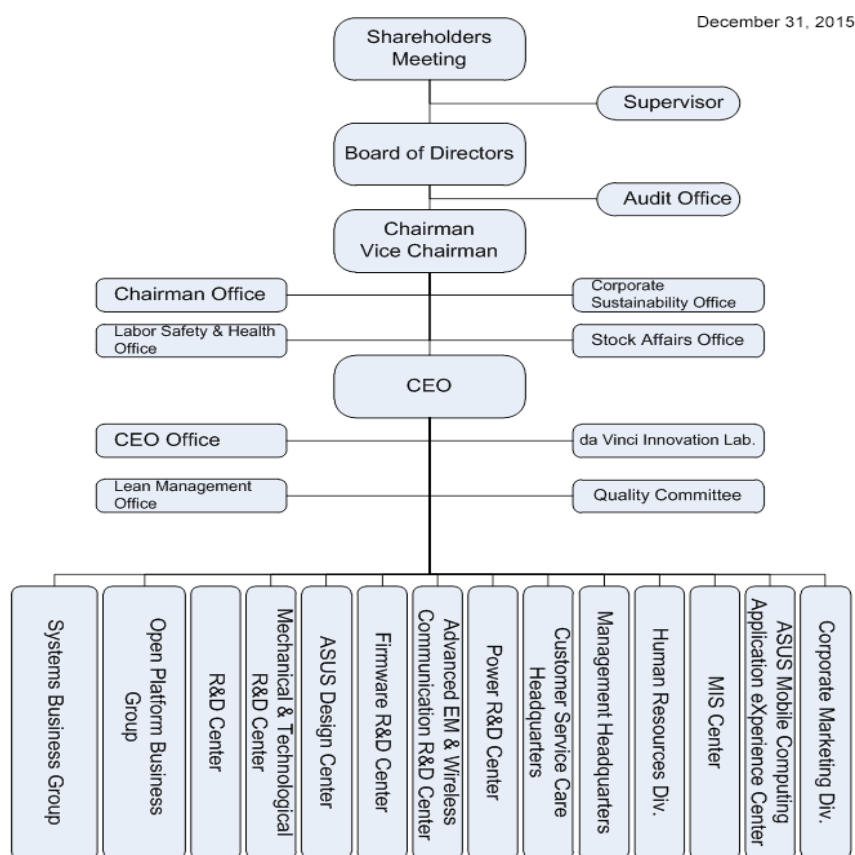 December 31, 2015
Shareholders
Meeting
Supervisor
Board of Directors
Audit Office
Chairman
Vice Chairman
Chairman Office
Corporate
Sustainability Office
Labor Safety & Health
Office
Stock Affairs Office
CEO
CEO Office
da Vinci Innovation Lab.
Lean Management
Office
Quality Committee
Systems Business Group
Open Platform Business
Group
R&D Center
Mechanical & Technological
R&D Center
ASUS Design Center
Firmware R&D Center
Advanced EM & Wireless
Communication R&D Center
Power R&D Center
Customer Service Care
Headquarters
Management Headquarters
Human Resources Div.
MIS Center
ASUS Mobile Computing
Application eXperience Center
Corporate Marketing Div.